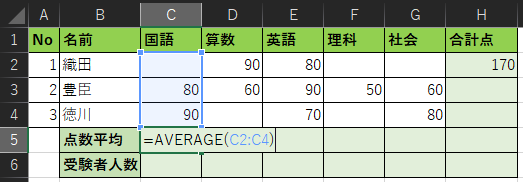 A B C D E F G H
1 No 名前 国語 算数 英語 理科 社会 合計点
2 1 織田 90 80 170
3 2 豊臣 80 60 90 50 60
4 3 徳川 90 70 80
5 点数平均 =AVERAGE(C2:C4)
6 受験者人数